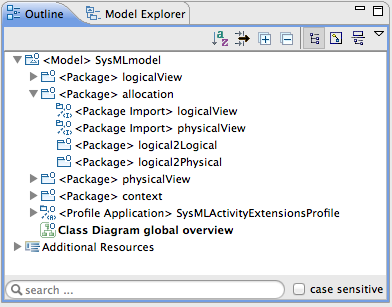 Outline
Model Explorer
<Model> SysMLmodel
<Package> logicalView
<Package> allocation
<Package Import> logicalView
<Package Import> physicalView
<Package> logical2Logical
<Package> logical2Physical
<Package> physicalView
<Package> context
<Profile Application> SysMLActivityExtensionsProfile
Class Diagram global overview
Additional Resources
search ...
case sensitive